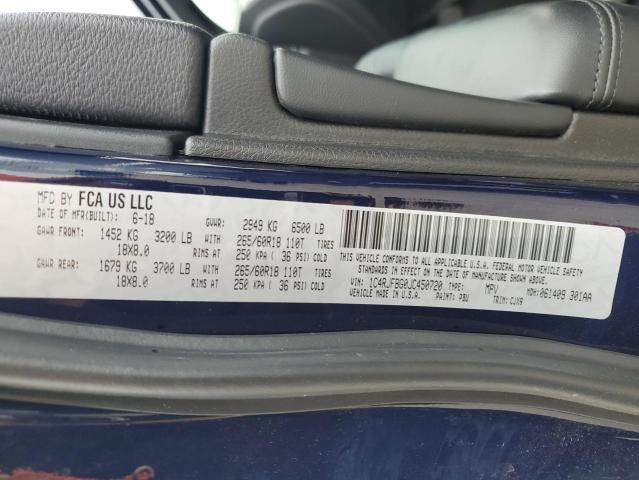 MFD BY FCA US LLC
DATE OF MFR(BUILT): 6-18 GVWR: 2949 KG 6500 LB
GAWR FRONT: 1452 KG 3200 LB WITH 265/60R18 110T TIRES
18X8.0 RIMS AT 250 KPA ( 36 PSI) COLD
GAWR REAR: 1679 KG 3700 LB WITH 265/60R18 110T TIRES
18X8.0 RIMS AT 250 KPA ( 36 PSI) COLD
THIS VEHICLE CONFORMS TO ALL APPLICABLE U.S.A. FEDERAL MOTOR VEHICLE SAFETY
STANDARDS IN EFFECT ON THE DATE OF MANUFACTURE SHOWN ABOVE.
VIN: 1C4RJFBG0JC450720 TYPE: MPV MDH: 061409 301AA
VEHICLE MADE IN U.S.A. PAINT: PBU TRIM: CJX9